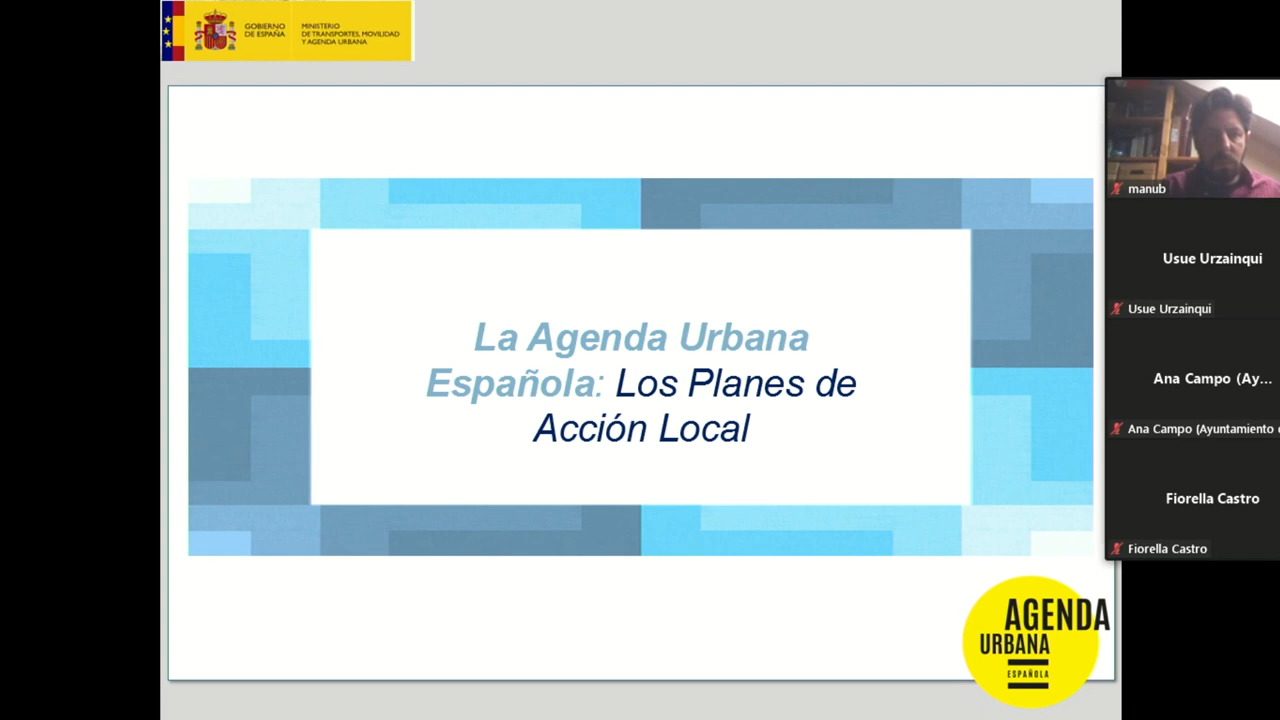 GOBIERNO
DE ESPAÑA
MINISTERIO
DE TRANSPORTES, MOVILIDAD
Y AGENDA URBANA
La Agenda Urbana
Española: Los Planes de
Acción Local
AGENDA
URBANA
ESPAÑOLA
manub
Usue Urzainqui
Usue Urzainqui
Ana Campo (Ay...
Ana Campo (Ayuntamiento
Fiorella Castro
Fiorella Castro